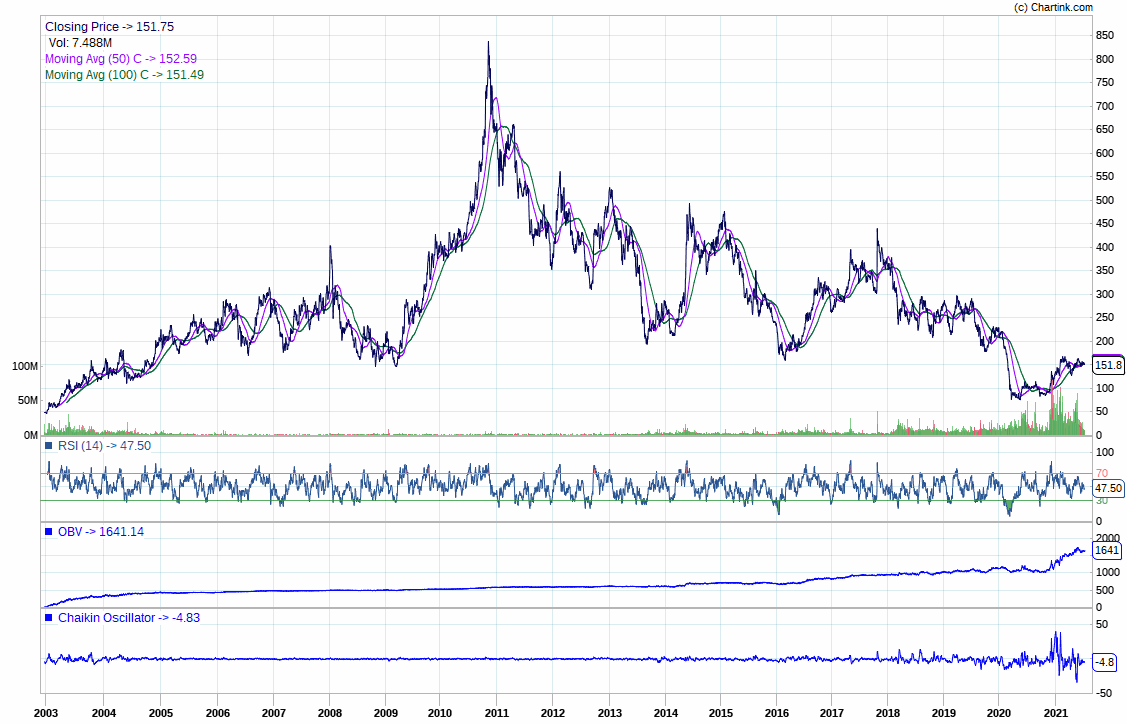 (c) Chartink.com
Closing Price -> 151.75
Vol: 7.488M
Moving Avg (50) C -> 152.59
Moving Avg (100) C -> 151.49
850
800
750
700
650
600
550
500
450
400
350
300
250
200
151.8
100
50
0
100M
50M
0M
RSI (14) -> 47.50
100
70
47.50
30
0
OBV -> 1641.14
2000
1641
1000
500
0
Chaikin Oscillator -> -4.83
50
-4.8
-50
2003 2004 2005 2006 2007 2008 2009 2010 2011 2012 2013 2014 2015 2016 2017 2018 2019 2020 2021